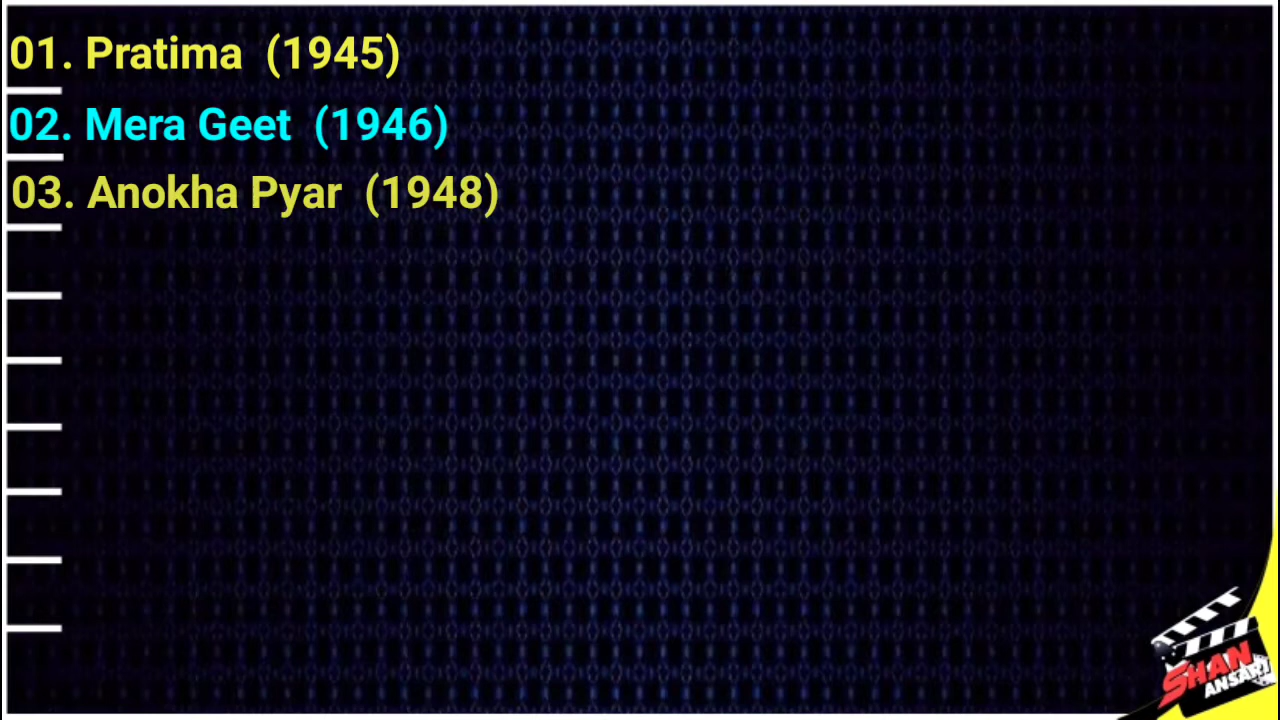 01. Pratima (1945)
02. Mera Geet (1946)
03. Anokha Pyar (1948)
SHAN
ANSARI